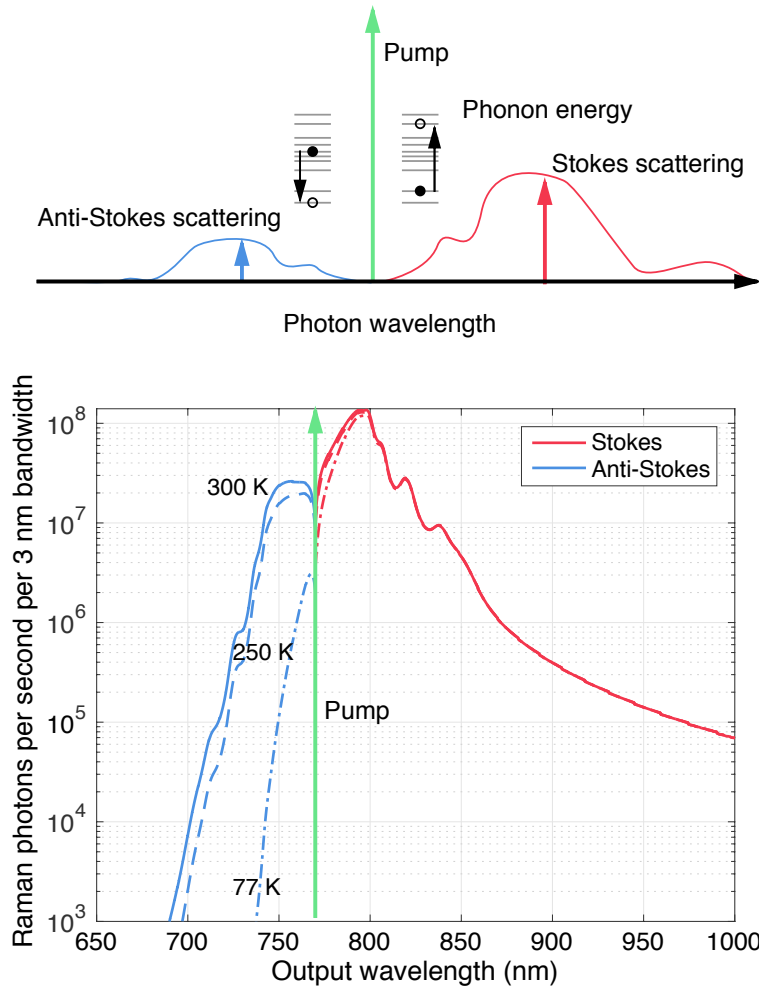 Pump
Phonon energy
Stokes scattering
Anti-Stokes scattering
Photon wavelength
Raman photons per second per 3 nm bandwidth
10^8
10^7
10^6
10^5
10^4
10^3
Stokes
Anti-Stokes
300 K
250 K
Pump
77 K
650 700 750 800 850 900 950 1000
Output wavelength (nm)